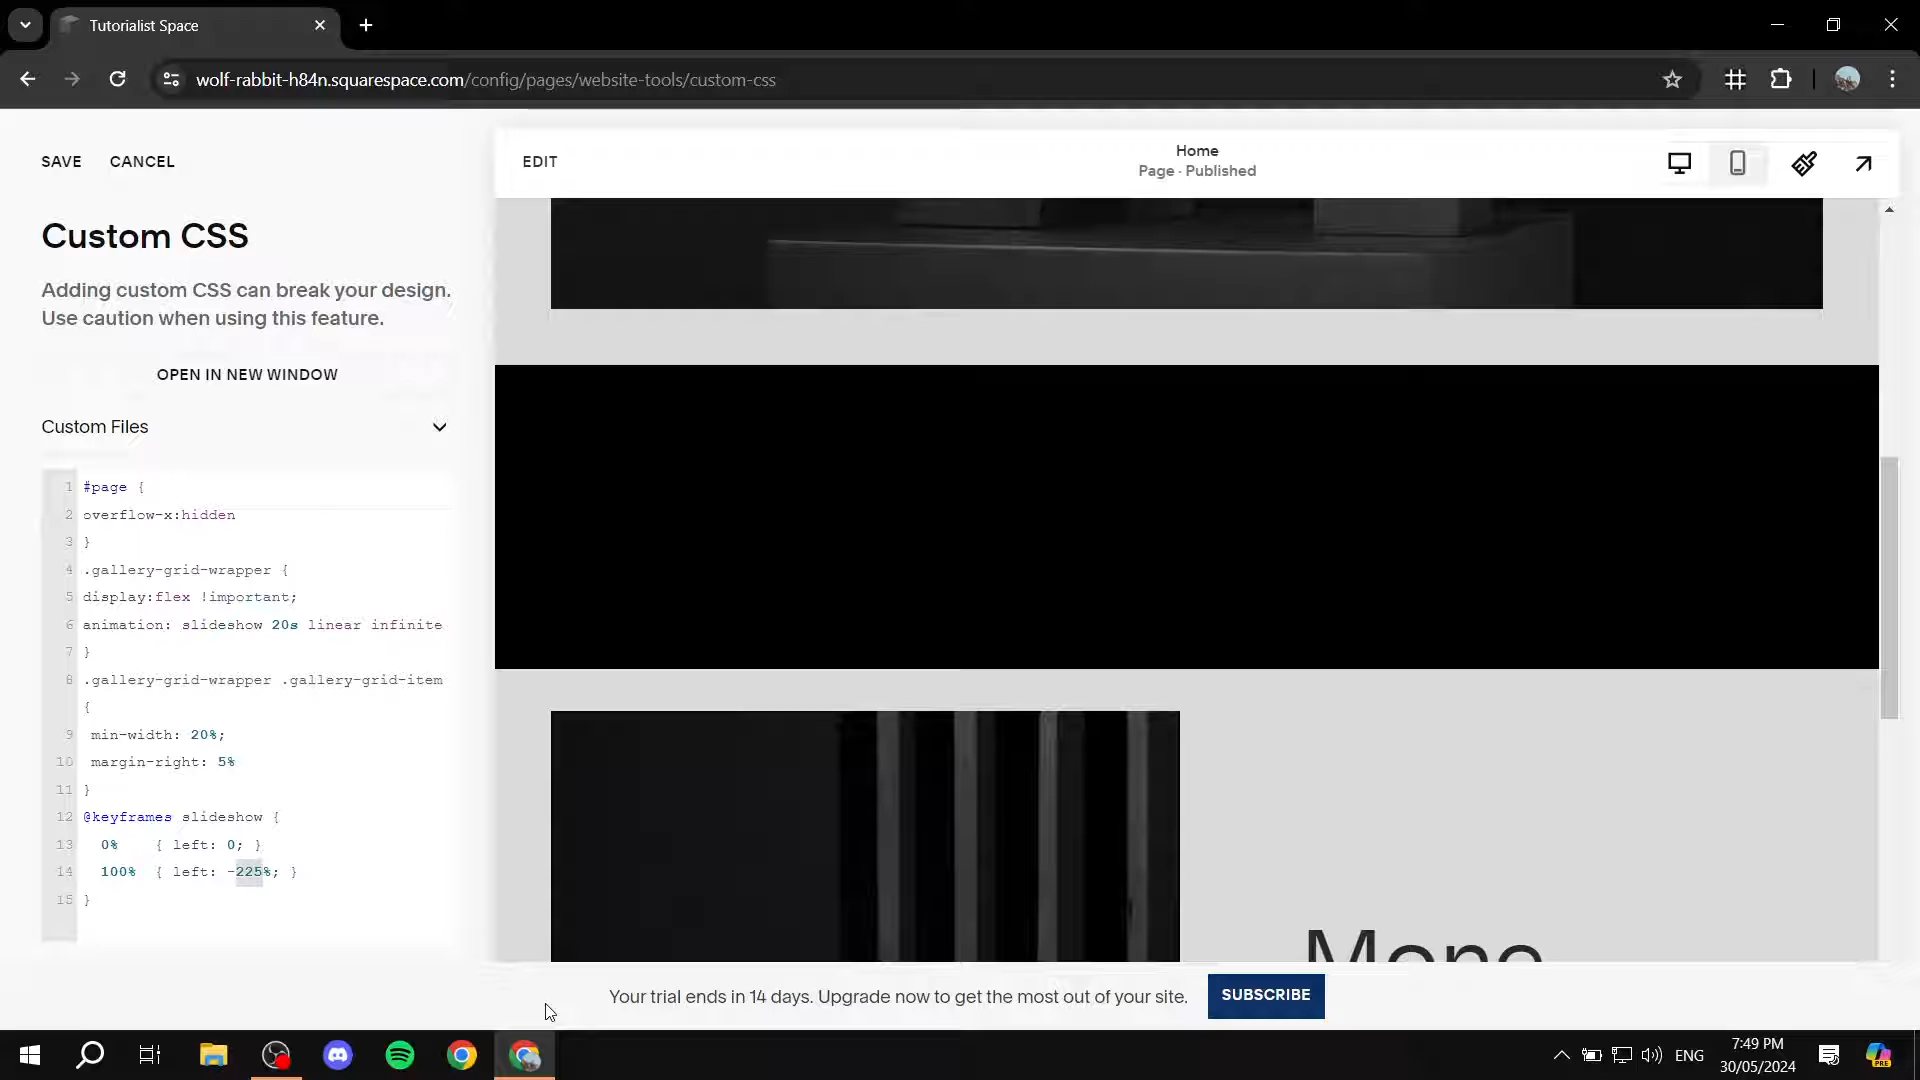 Tutorialist Space
wolf-rabbit-h84n.squarespace.com/config/pages/website-tools/custom-css
SAVE CANCEL
EDIT
Home
Page · Published
Custom CSS
Adding custom CSS can break your design.
Use caution when using this feature.
OPEN IN NEW WINDOW
Custom Files
1 #page {
2 overflow-x:hidden
3 }
4 .gallery-grid-wrapper {
5 display:flex !important;
6 animation: slideshow 20s linear infinite
7 }
8 .gallery-grid-wrapper .gallery-grid-item
{
9 min-width: 20%;
10 margin-right: 5%
11 }
12 @keyframes slideshow {
13 0% { left: 0; }
14 100% { left: -225%; }
15 }
Your trial ends in 14 days. Upgrade now to get the most out of your site.
SUBSCRIBE
ENG
7:49 PM
30/05/2024
PRE